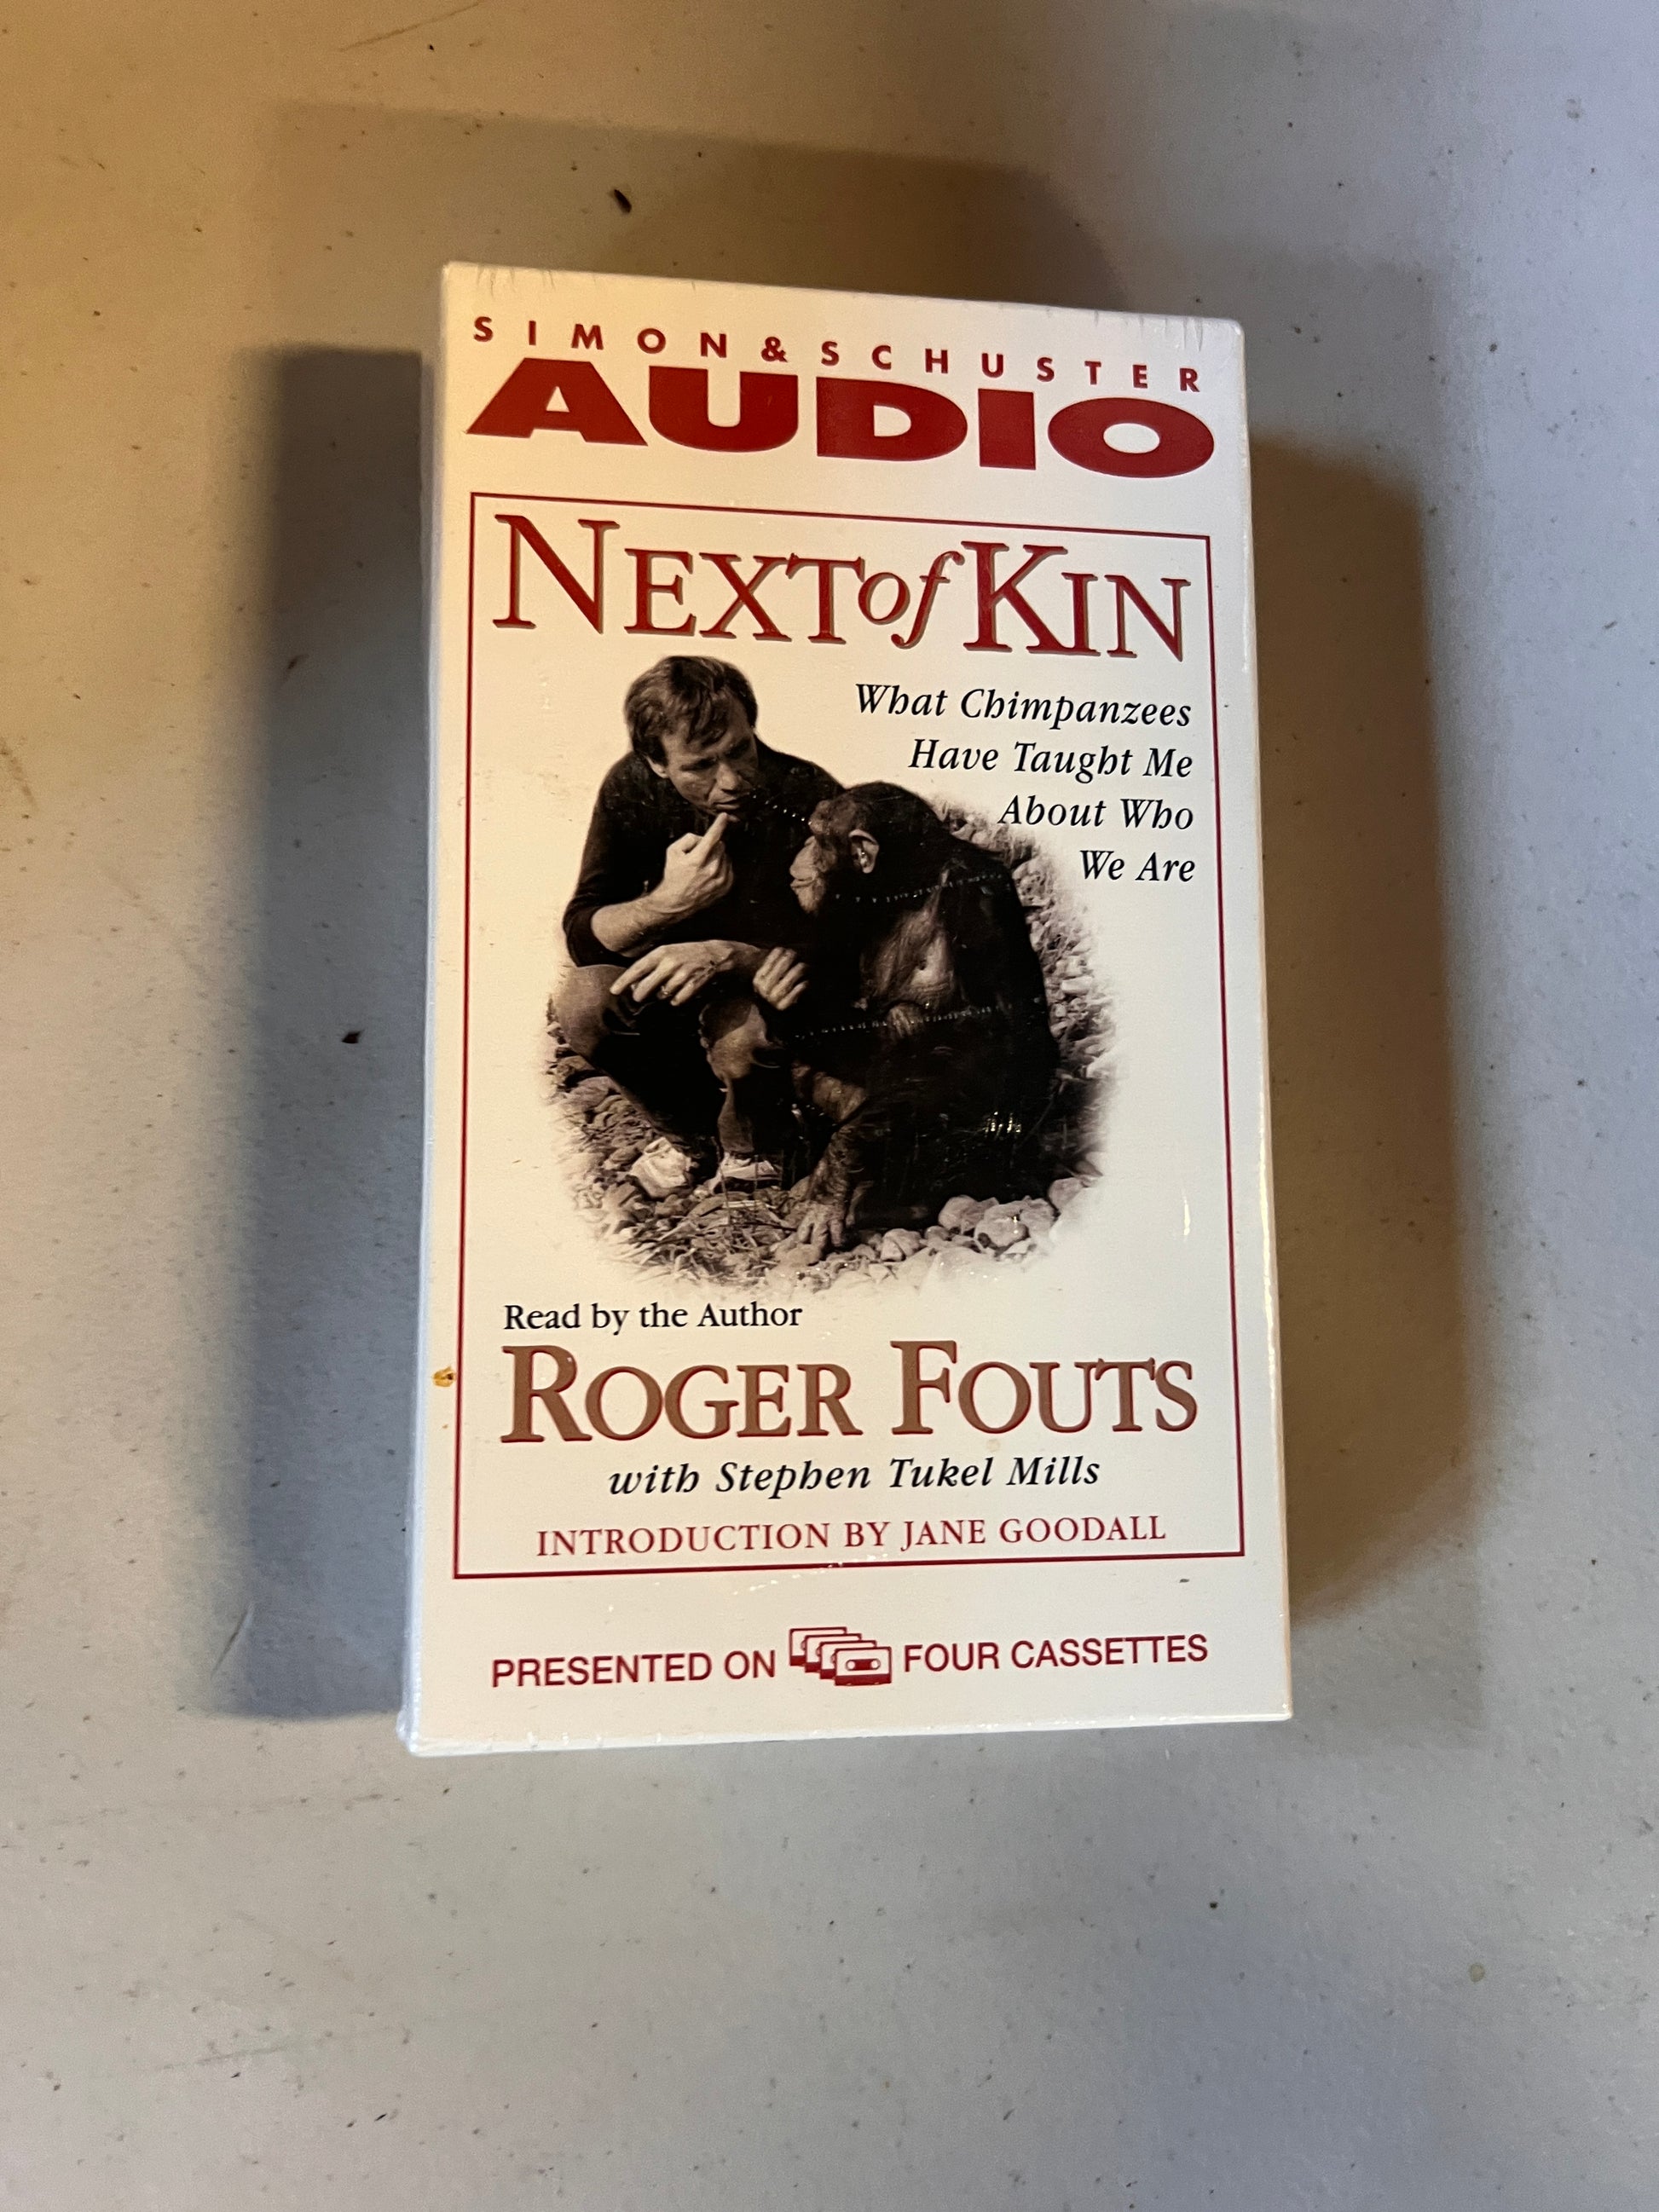 SIMON & SCHUSTER
AUDIO
NEXT of KIN
What Chimpanzees
Have Taught Me
About Who
We Are
Read by the Author
ROGER FOUTS
with Stephen Tukel Mills
INTRODUCTION BY JANE GOODALL
PRESENTED ON FOUR CASSETTES